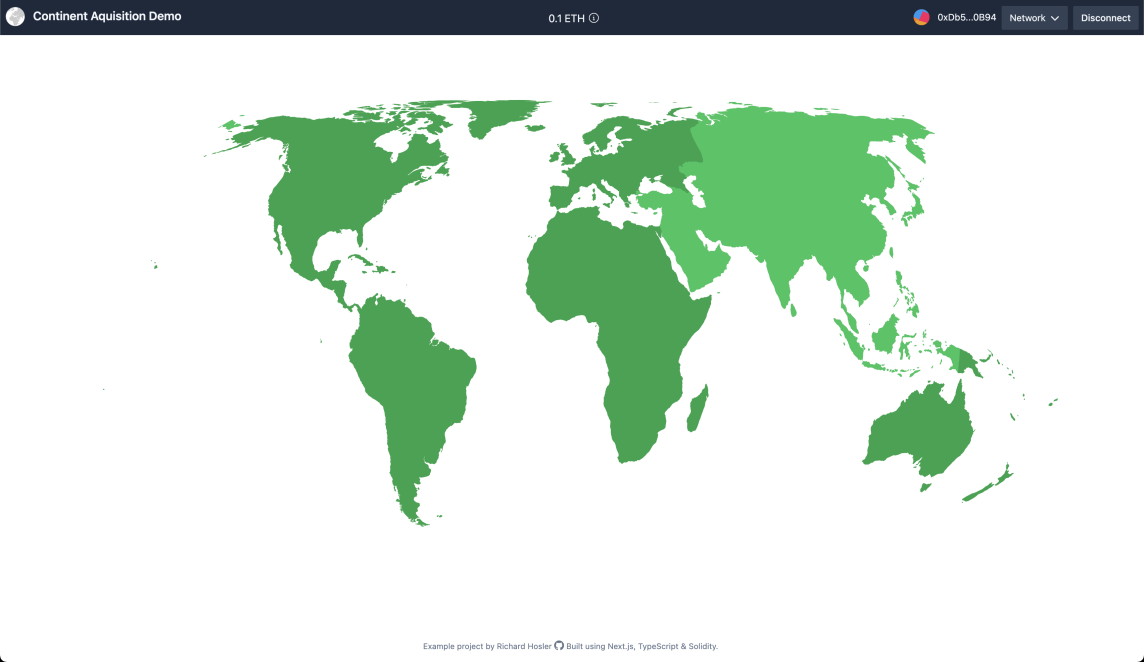 Continent Aquisition Demo
0.1 ETH
0xDb5...0B94
Network
Disconnect
Example project by Richard Hosler Built using Next.js, TypeScript & Solidity.